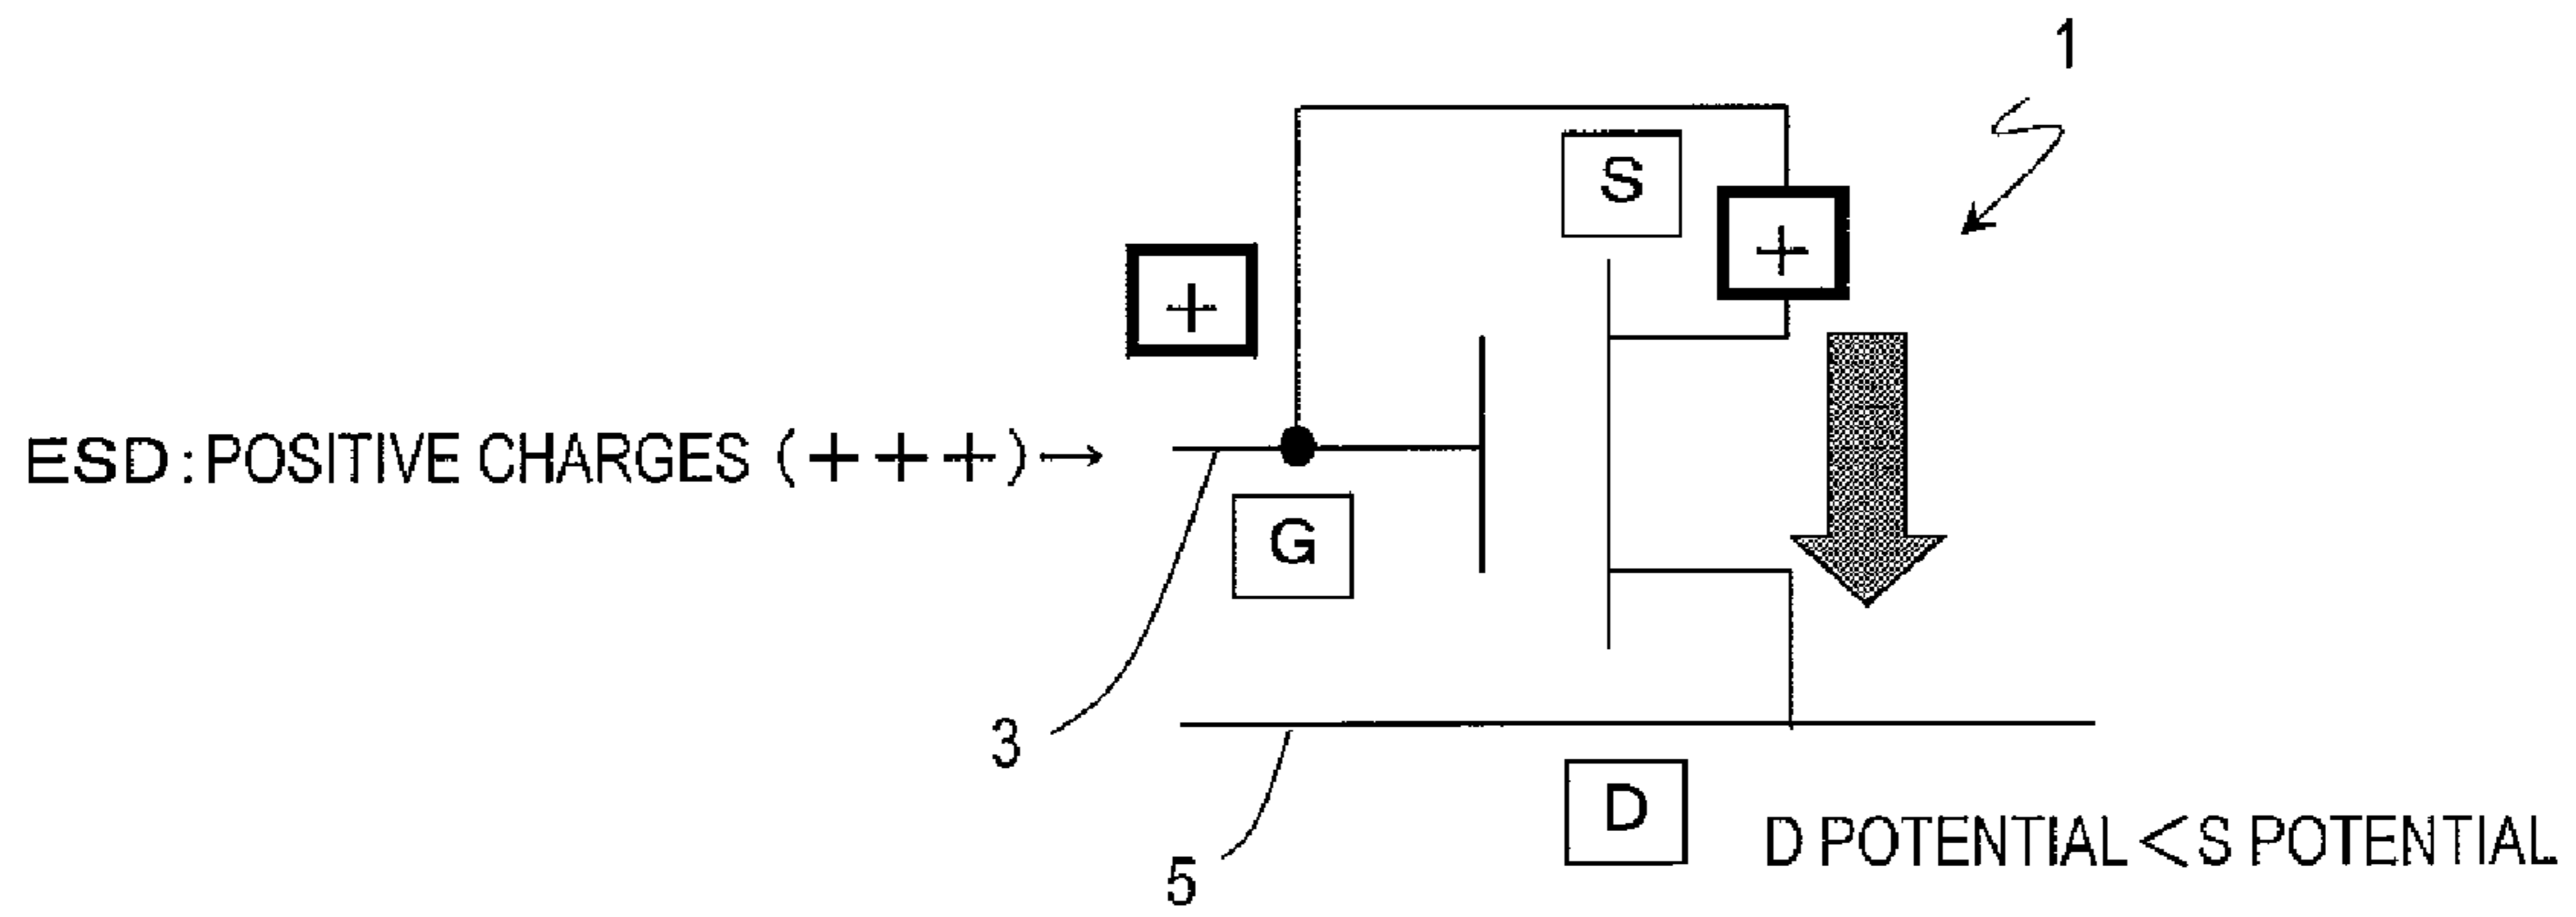 1
S
+
+
ESD:POSITIVE CHARGES (+++)→
G
3
D
D POTENTIAL<S POTENTIAL
5